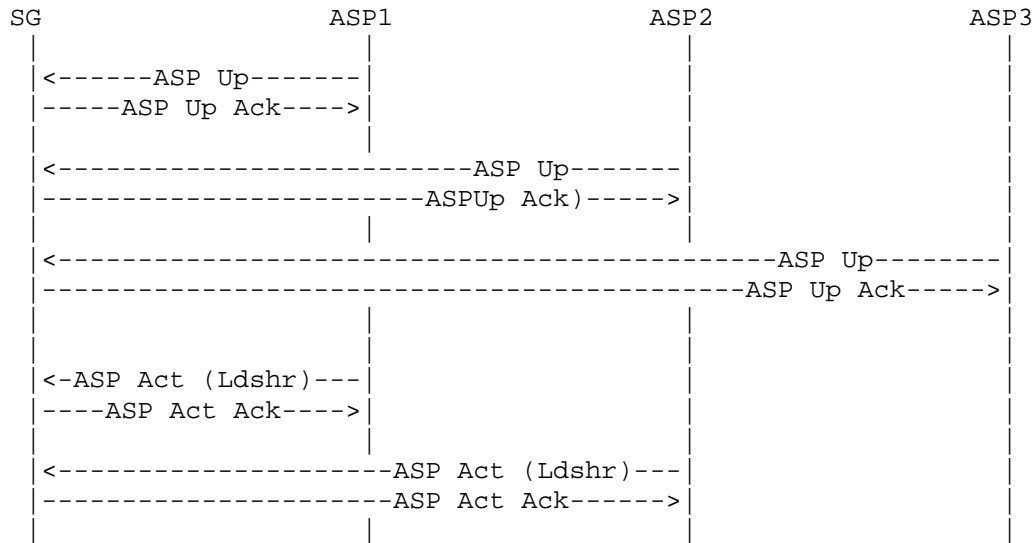 SG ASP1 ASP2 ASP3
<------ASP Up-------
-----ASP Up Ack---->
<--------------------------ASP Up-------
------------------------ASPUp Ack)----->
<---------------------------------------------ASP Up--------
--------------------------------------------ASP Up Ack----->
<-ASP Act (Ldshr)---
----ASP Act Ack---->
<---------------------ASP Act (Ldshr)---
----------------------ASP Act Ack------>